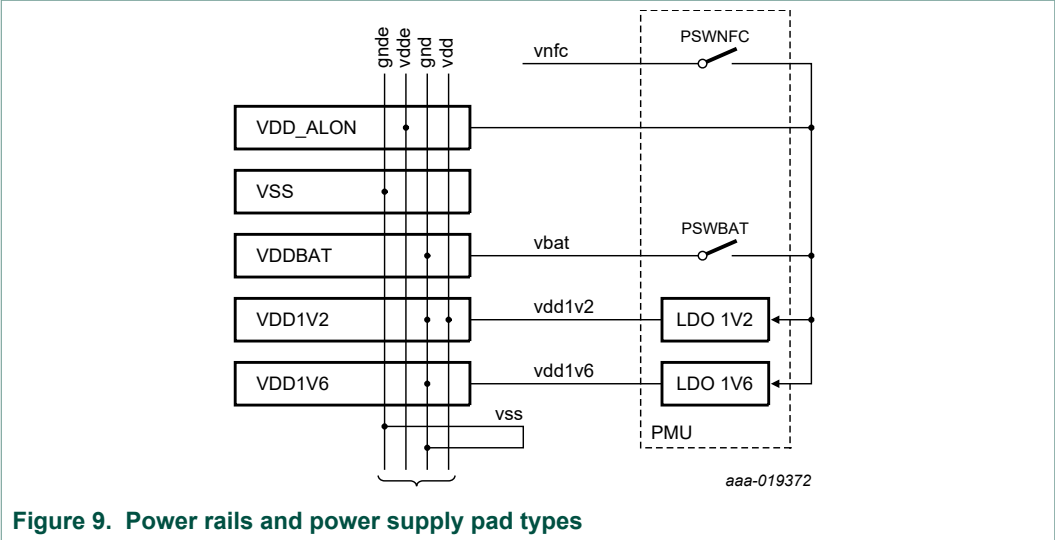 gnde
vdde
gnd
vdd
vnfc
PSWNFC
VDD_ALON
VSS
VDDBAT
vbat
PSWBAT
VDD1V2
vdd1v2
LDO 1V2
VDD1V6
vdd1v6
LDO 1V6
vss
PMU
aaa-019372
Figure 9. Power rails and power supply pad types